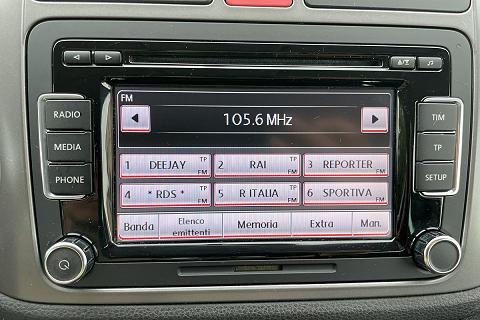 FM
105.6 MHz
RADIO
MEDIA
PHONE
TIM
TP
SETUP
1 DEEJAY TP FM
2 RAI TP FM
3 REPORTER FM
4 * RDS * TP FM
5 R ITALIA FM
6 SPORTIVA FM
Banda
Elenco
emittenti
Memoria
Extra
Man.